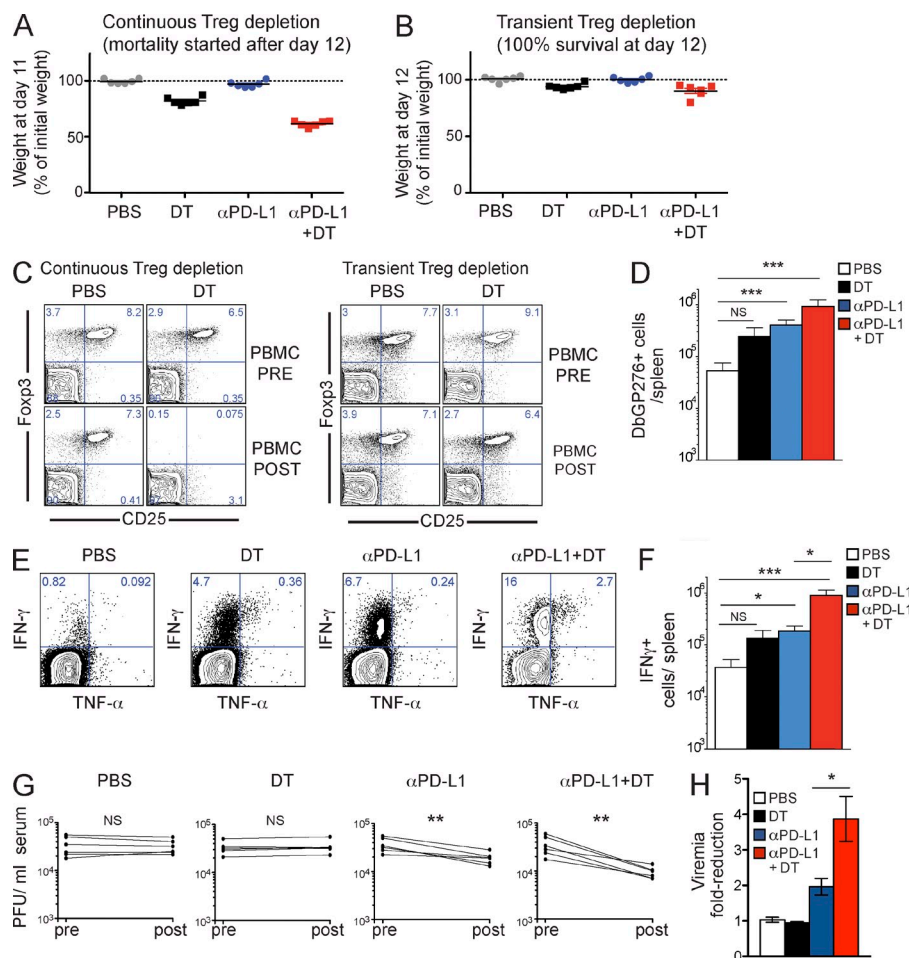 A
Continuous Treg depletion
(mortality started after day 12)
Weight at day 11
(% of initial weight)
100
50
0
PBS
DT
αPD-L1
αPD-L1
+DT
B
Transient Treg depletion
(100% survival at day 12)
Weight at day 12
(% of initial weight)
100
50
0
PBS
DT
αPD-L1
αPD-L1
+DT
C
Continuous Treg depletion
PBS
DT
3.7
8.2
2.9
6.5
0.35
0.35
PBMC
PRE
2.5
7.3
0.15
0.075
0.41
3.1
PBMC
POST
Foxp3
CD25
Transient Treg depletion
PBS
DT
3
7.7
3.1
9.1
PBMC
PRE
3.9
7.1
2.7
6.4
PBMC
POST
Foxp3
CD25
D
DbGP276+ cells
/spleen
10⁶
10⁵
10⁴
10³
NS
***
***
PBS
DT
αPD-L1
αPD-L1
+ DT
E
PBS
DT
αPD-L1
αPD-L1+DT
0.82
0.092
4.7
0.36
6.7
0.24
16
2.7
IFN-γ
IFN-γ
IFN-γ
IFN-γ
TNF-α
TNF-α
TNF-α
TNF-α
F
IFNγ+
cells/ spleen
10⁶
10⁵
10⁴
10³
NS
*
***
*
PBS
DT
αPD-L1
αPD-L1
+ DT
G
PBS
DT
αPD-L1
αPD-L1+DT
PFU/ ml serum
10⁵
10⁴
10³
NS
pre
post
10⁵
10⁴
10³
NS
pre
post
10⁵
10⁴
10³
**
pre
post
10⁵
10⁴
10³
**
pre
post
H
Viremia
fold-reduction
5
4
3
2
1
0
*
PBS
DT
αPD-L1
αPD-L1
+ DT